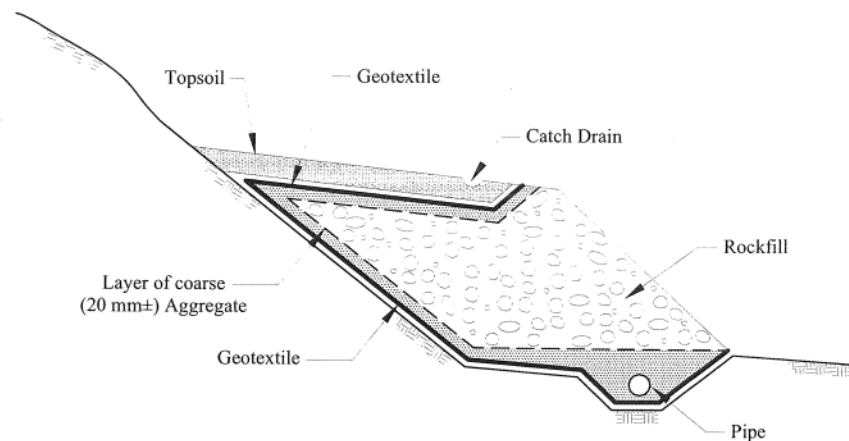 Topsoil
Geotextile
Catch Drain
Rockfill
Layer of coarse
(20 mm±) Aggregate
Geotextile
Pipe